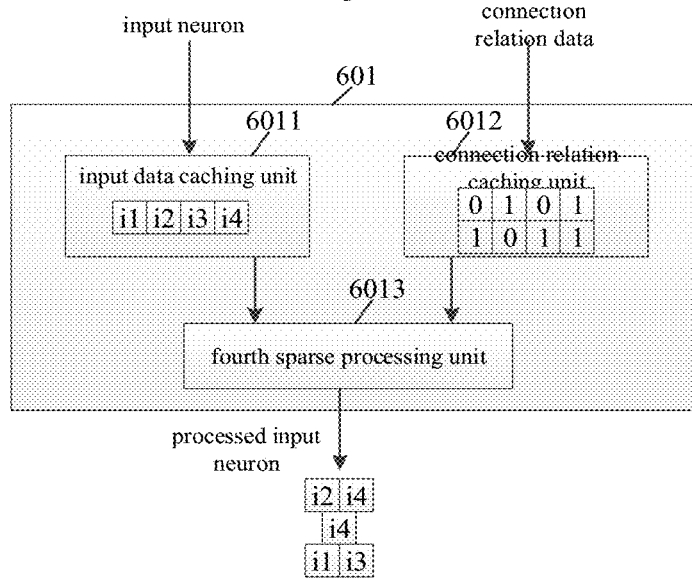 input neuron
connection
relation data
601
6011
6012
input data caching unit
i1 i2 i3 i4
connection relation
caching unit
0 1 0 1
1 0 1 1
6013
fourth sparse processing unit
processed input
neuron
i2 i4
i4
i1 i3